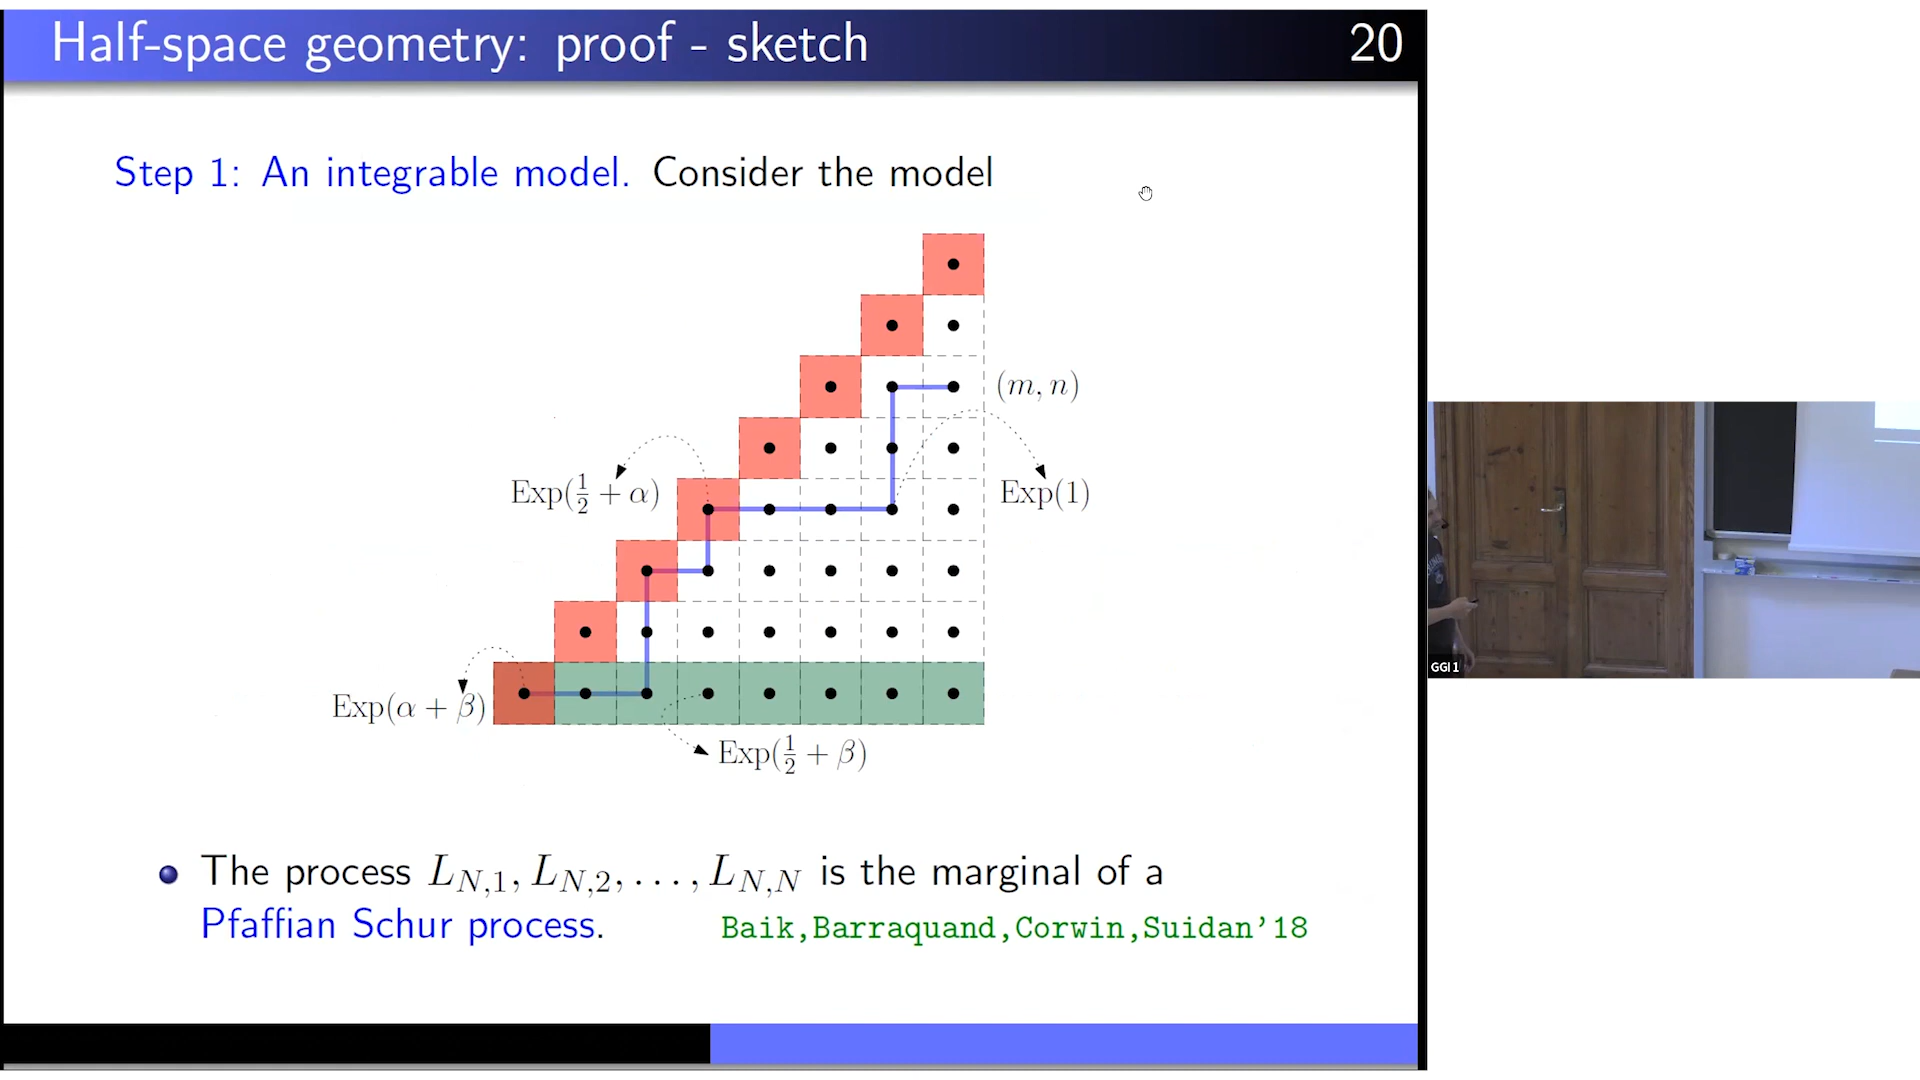 Half-space geometry: proof - sketch 20
Step 1: An integrable model. Consider the model
(m, n)
Exp(1/2 + α)
Exp(1)
Exp(α + β)
Exp(1/2 + β)
The process L_{N,1}, L_{N,2}, . . . , L_{N,N} is the marginal of a
Pfaffian Schur process. Baik,Barraquand,Corwin,Suidan'18
GGI 1